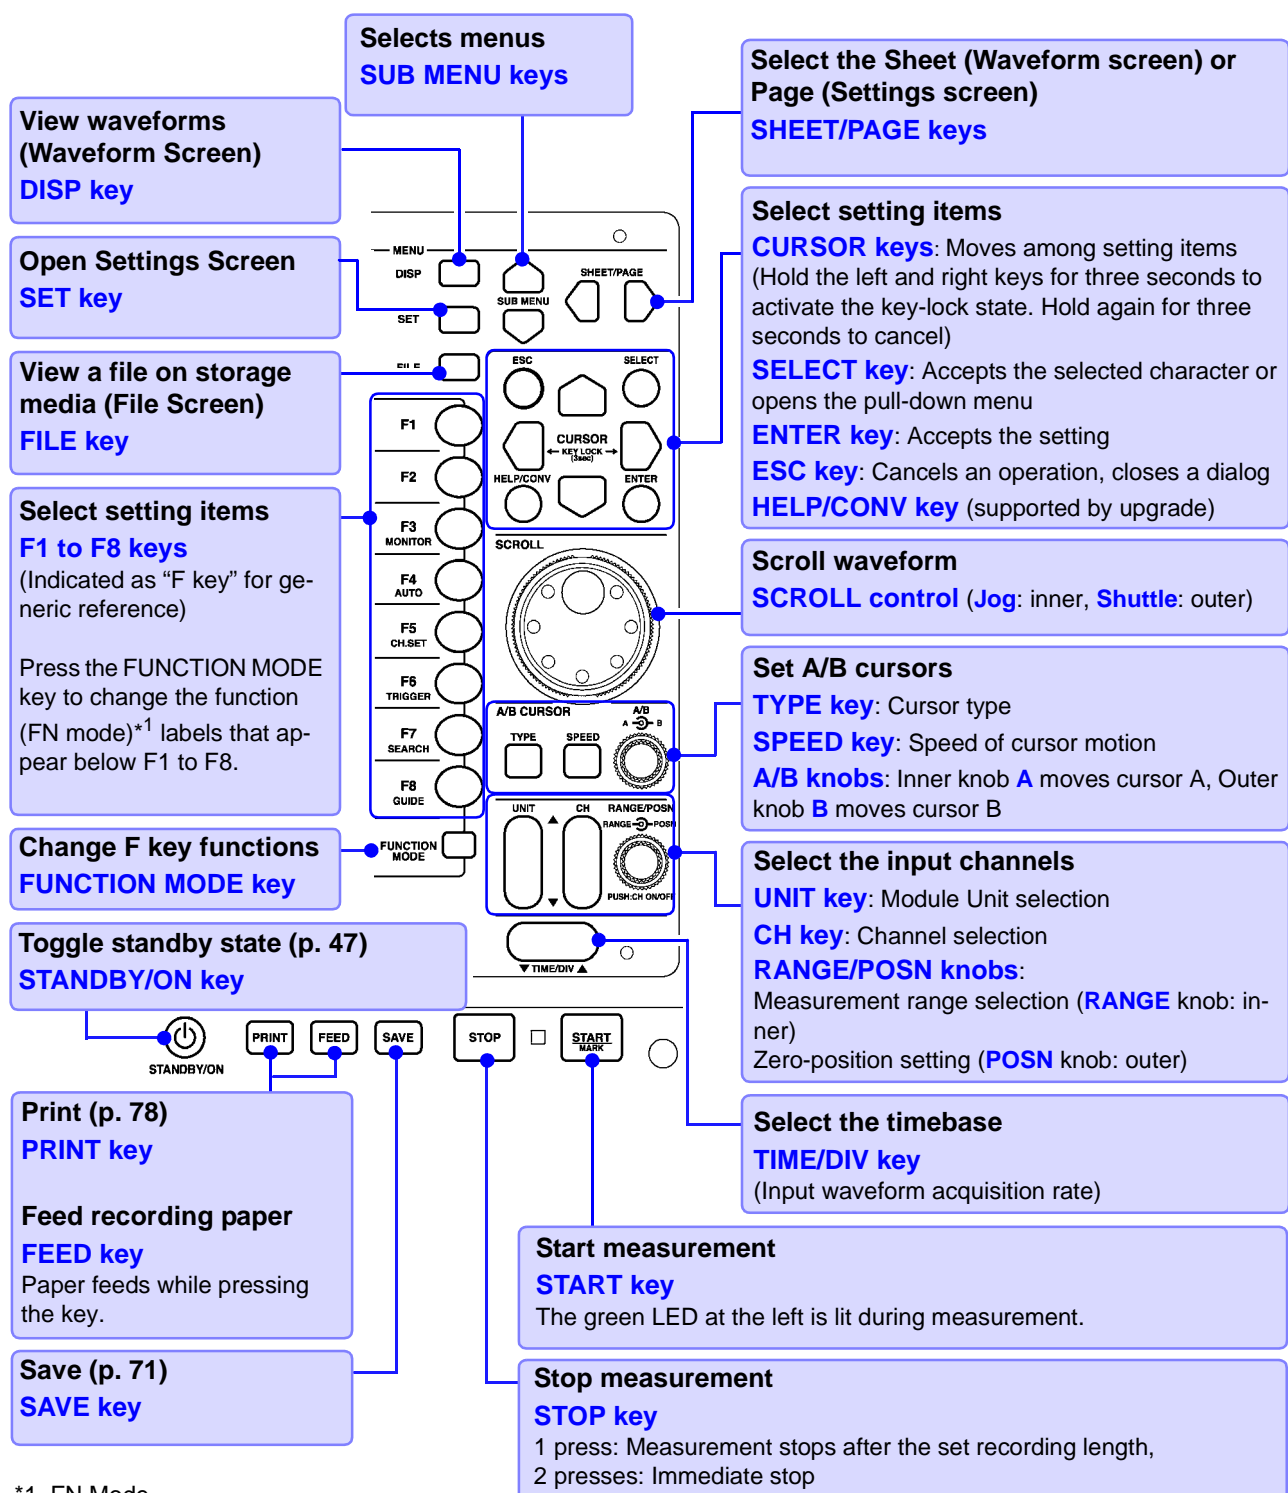 Selects menus
SUB MENU keys
Select the Sheet (Waveform screen) or
Page (Settings screen)
SHEET/PAGE keys
View waveforms
(Waveform Screen)
DISP key
Open Settings Screen
SET key
View a file on storage
media (File Screen)
FILE key
Select setting items
F1 to F8 keys
(Indicated as “F key” for ge-
neric reference)
Press the FUNCTION MODE
key to change the function
(FN mode)*1 labels that ap-
pear below F1 to F8.
Change F key functions
FUNCTION MODE key
Toggle standby state (p. 47)
STANDBY/ON key
MENU
DISP
SET
FILE
SUB MENU
SHEET/PAGE
ESC
SELECT
CURSOR
← KEY LOCK →
(3sec)
HELP/CONV
ENTER
F1
F2
F3
MONITOR
F4
AUTO
F5
CH.SET
F6
TRIGGER
F7
SEARCH
F8
GUIDE
FUNCTION
MODE
SCROLL
A/B CURSOR
A/B
A B
TYPE
SPEED
UNIT
CH
RANGE/POSN
RANGE POSN
▲
▼
PUSH:CH ON/OFF
▼ TIME/DIV ▲
Select setting items
CURSOR keys: Moves among setting items
(Hold the left and right keys for three seconds to
activate the key-lock state. Hold again for three
seconds to cancel)
SELECT key: Accepts the selected character or
opens the pull-down menu
ENTER key: Accepts the setting
ESC key: Cancels an operation, closes a dialog
HELP/CONV key (supported by upgrade)
Scroll waveform
SCROLL control (Jog: inner, Shuttle: outer)
Set A/B cursors
TYPE key: Cursor type
SPEED key: Speed of cursor motion
A/B knobs: Inner knob A moves cursor A, Outer
knob B moves cursor B
Select the input channels
UNIT key: Module Unit selection
CH key: Channel selection
RANGE/POSN knobs:
Measurement range selection (RANGE knob: in-
ner)
Zero-position setting (POSN knob: outer)
Select the timebase
TIME/DIV key
(Input waveform acquisition rate)
STANDBY/ON
PRINT
FEED
SAVE
STOP
START
MARK
Print (p. 78)
PRINT key
Feed recording paper
FEED key
Paper feeds while pressing
the key.
Save (p. 71)
SAVE key
Start measurement
START key
The green LED at the left is lit during measurement.
Stop measurement
STOP key
1 press: Measurement stops after the set recording length,
2 presses: Immediate stop
*1. FN Mode